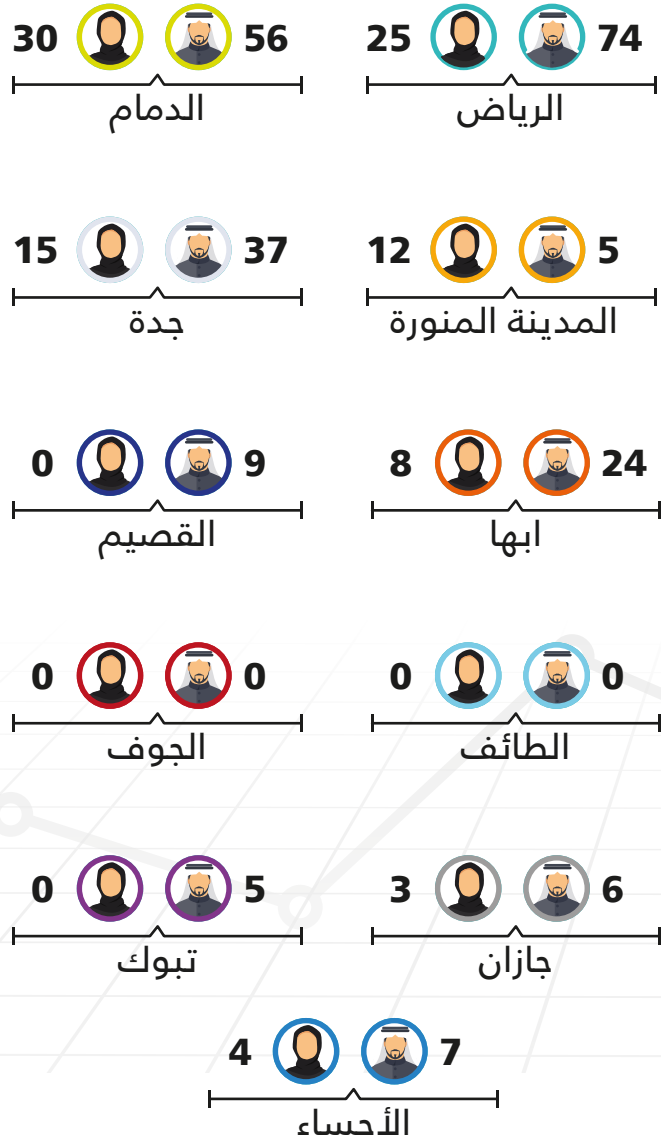 74 25
الرياض
56 30
الدمام
5 12
المدينة المنورة
37 15
جدة
24 8
ابها
9 0
القصيم
0 0
الطائف
0 0
الجوف
6 3
جازان
5 0
تبوك
7 4
الأحساء